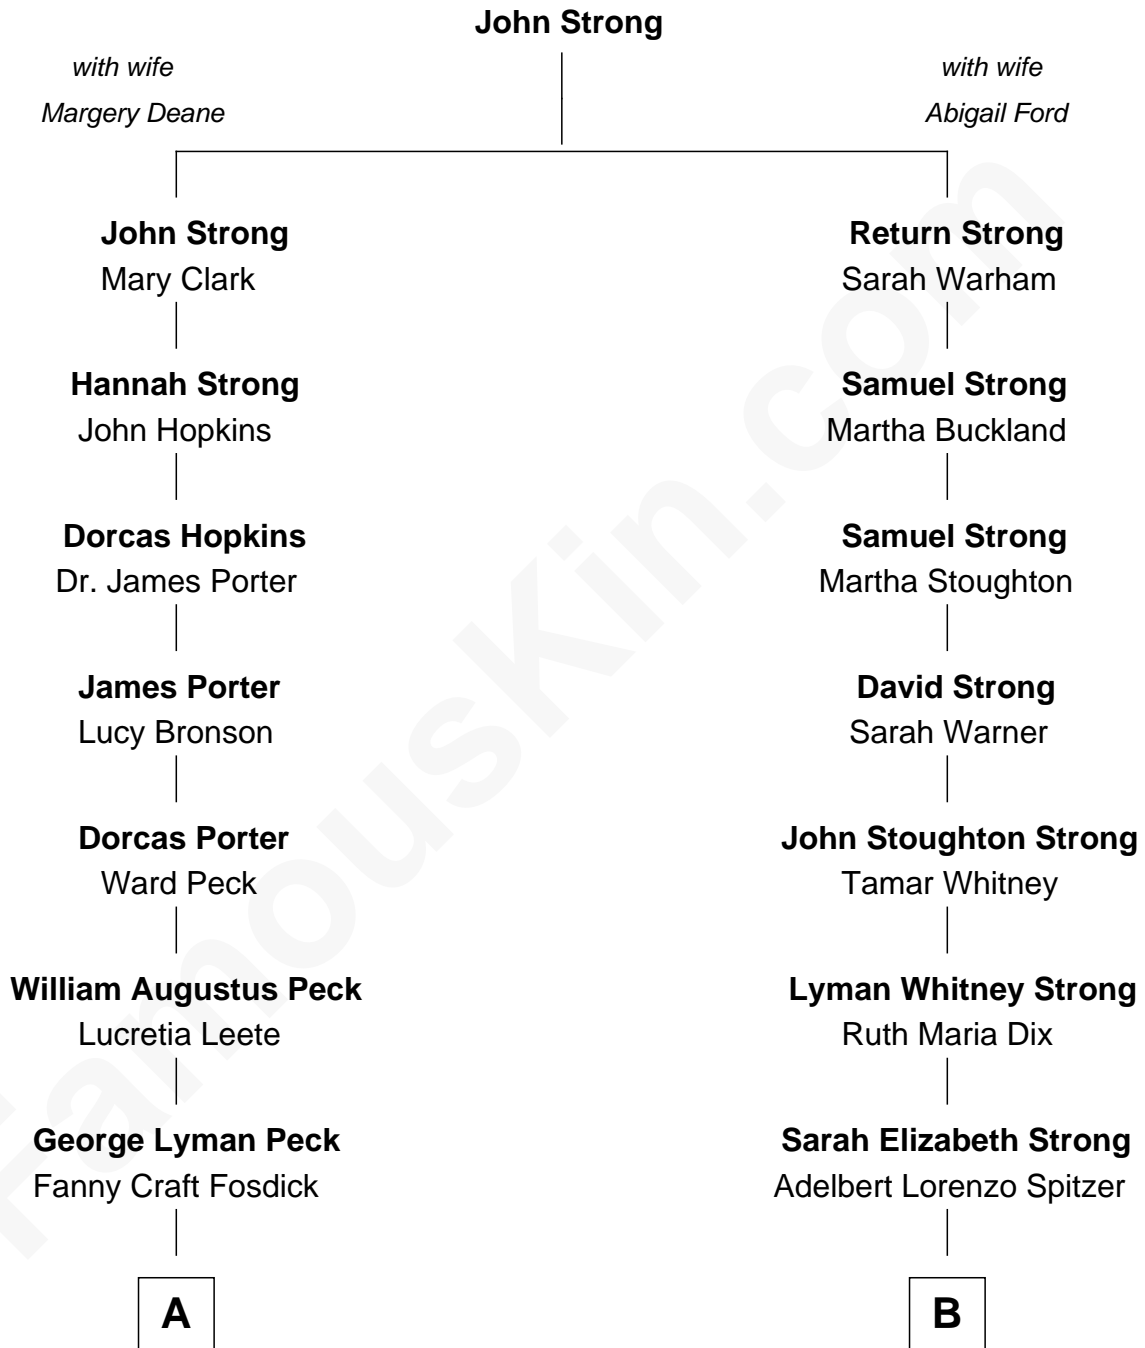 John Strong
with wife
Margery Deane
with wife
Abigail Ford
John Strong
Mary Clark
Return Strong
Sarah Warham
Hannah Strong
John Hopkins
Samuel Strong
Martha Buckland
Dorcas Hopkins
Dr. James Porter
Samuel Strong
Martha Stoughton
James Porter
Lucy Bronson
David Strong
Sarah Warner
Dorcas Porter
Ward Peck
John Stoughton Strong
Tamar Whitney
William Augustus Peck
Lucretia Leete
Lyman Whitney Strong
Ruth Maria Dix
George Lyman Peck
Fanny Craft Fosdick
Sarah Elizabeth Strong
Adelbert Lorenzo Spitzer
A
B
FamousKin.com